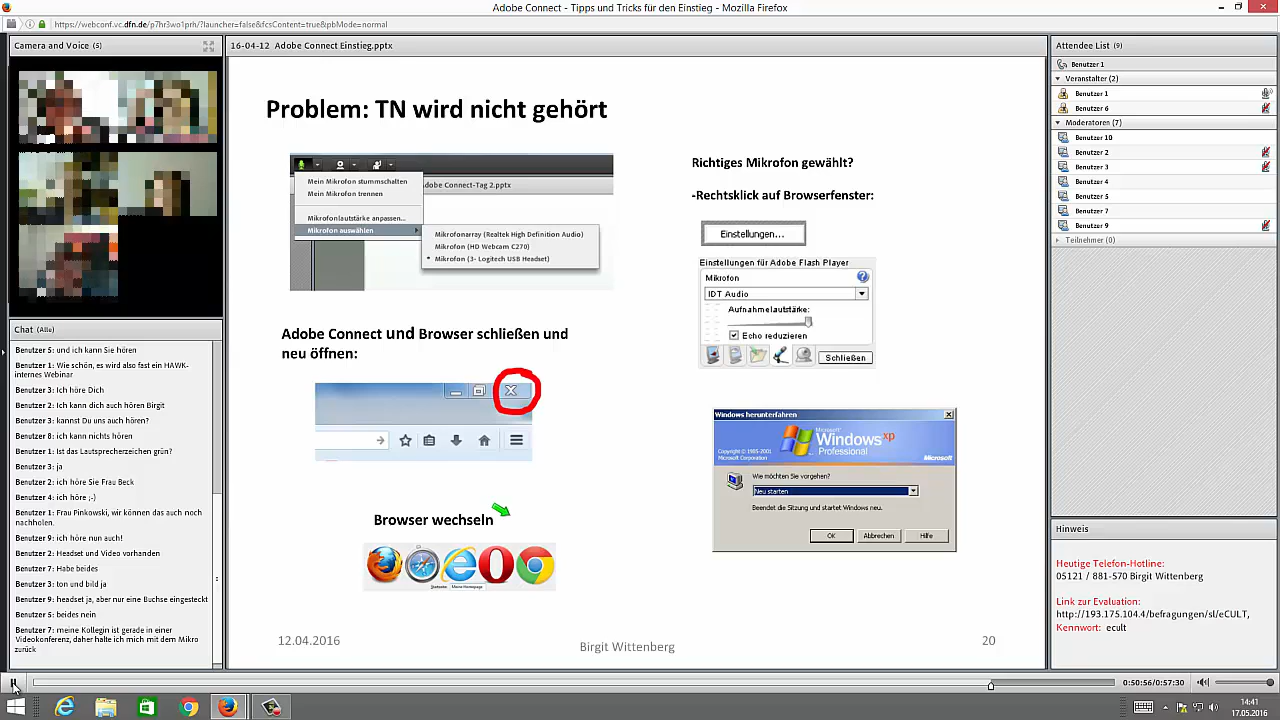 Adobe Connect - Tipps und Tricks für den Einstieg - Mozilla Firefox
https://webconf.vc.dfn.de/p7hr3wo1prh/?launcher=false&fcsContent=true&pbMode=normal
Camera and Voice (5)
Chat (Alle)
Benutzer 5: und ich kann Sie hören
Benutzer 1: Wie schön, es wird also fast ein HAWK-
internes Webinar
Benutzer 3: Ich höre Dich
Benutzer 2: Ich kann dich auch hören Birgit
Benutzer 3: kannst Du uns auch hören?
Benutzer 8: ich kann nichts hören
Benutzer 1: Ist das Lautsprecherzeichen grün?
Benutzer 3: ja
Benutzer 2: ich höre Sie Frau Beck
Benutzer 4: ich höre ;-)
Benutzer 1: Frau Pinkowski, wir können das auch noch
nachholen.
Benutzer 9: ich höre nun auch!
Benutzer 2: Headset und Video vorhanden
Benutzer 7: Habe beides
Benutzer 3: ton und bild ja
Benutzer 9: headset ja, aber nur eine Buchse eingesteckt
Benutzer 5: beides nein
Benutzer 7: meine Kollegin ist gerade in einer
Videokonferenz, daher halte ich mich mit dem Mikro
zurück
16-04-12 Adobe Connect Einstieg.pptx
Problem: TN wird nicht gehört
Mein Mikrofon stummschalten
Mein Mikrofon trennen
Mikrofonlautstärke anpassen...
Mikrofon auswählen
Adobe Connect-Tag 2.pptx
Mikrofonarray (Realtek High Definition Audio)
Mikrofon (HD Webcam C270)
Mikrofon (3- Logitech USB Headset)
Adobe Connect und Browser schließen und
neu öffnen:
Browser wechseln
Startseite
Meine Homepage
Richtiges Mikrofon gewählt?
-Rechtsklick auf Browserfenster:
Einstellungen...
Einstellungen für Adobe Flash Player
Mikrofon
IDT Audio
Aufnahmelautstärke:
Echo reduzieren
Schließen
Windows herunterfahren
Microsoft
Windows xp
Professional
Copyright © 1985-2001
Microsoft Corporation
Microsoft
Wie möchten Sie vorgehen?
Neu starten
Beendet die Sitzung und startet Windows neu.
OK
Abbrechen
Hilfe
12.04.2016
Birgit Wittenberg
20
Attendee List (9)
Benutzer 1
Veranstalter (2)
Benutzer 1
Benutzer 6
Moderatoren (7)
Benutzer 10
Benutzer 2
Benutzer 3
Benutzer 4
Benutzer 5
Benutzer 7
Benutzer 9
Teilnehmer (0)
Hinweis
Heutige Telefon-Hotline:
05121 / 881-570 Birgit Wittenberg
Link zur Evaluation:
http://193.175.104.4/befragungen/sl/eCULT,
Kennwort: ecult
0:50:56/0:57:30
14:41
17.05.2016